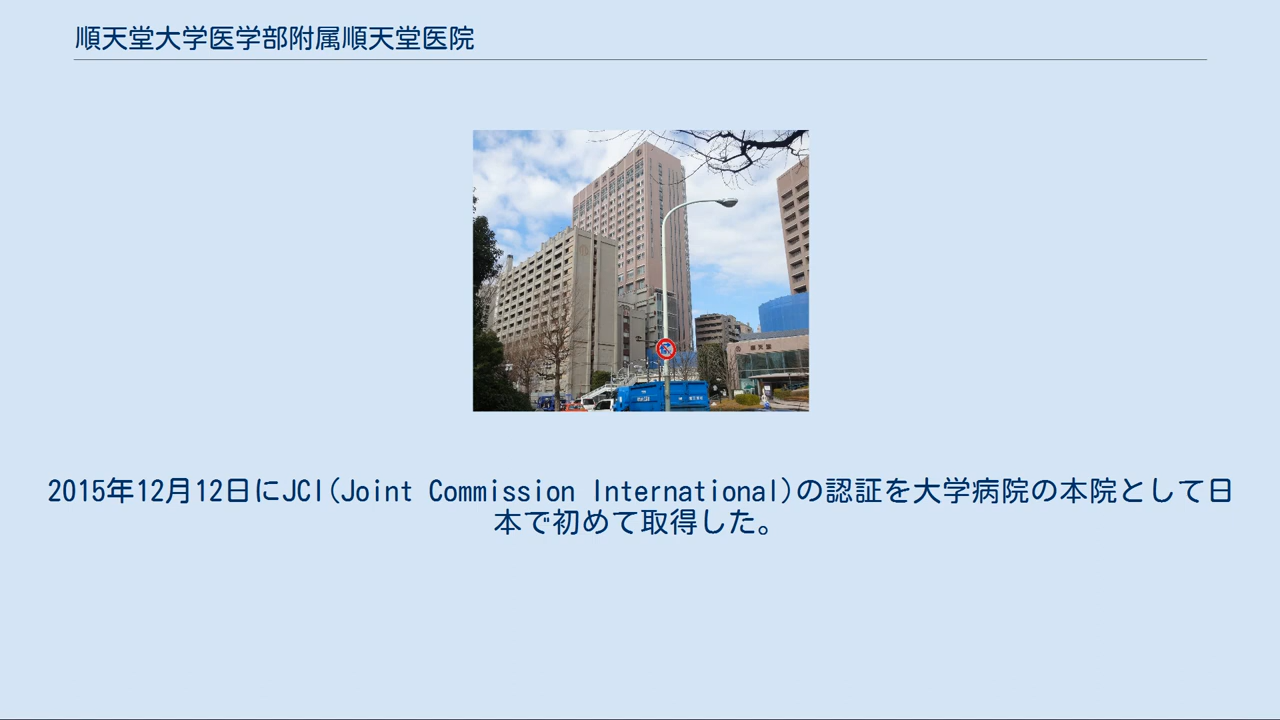 順天堂大学医学部附属順天堂医院
順天堂
2015年12月12日にJCI(Joint Commission International)の認証を大学病院の本院として日
本で初めて取得した。